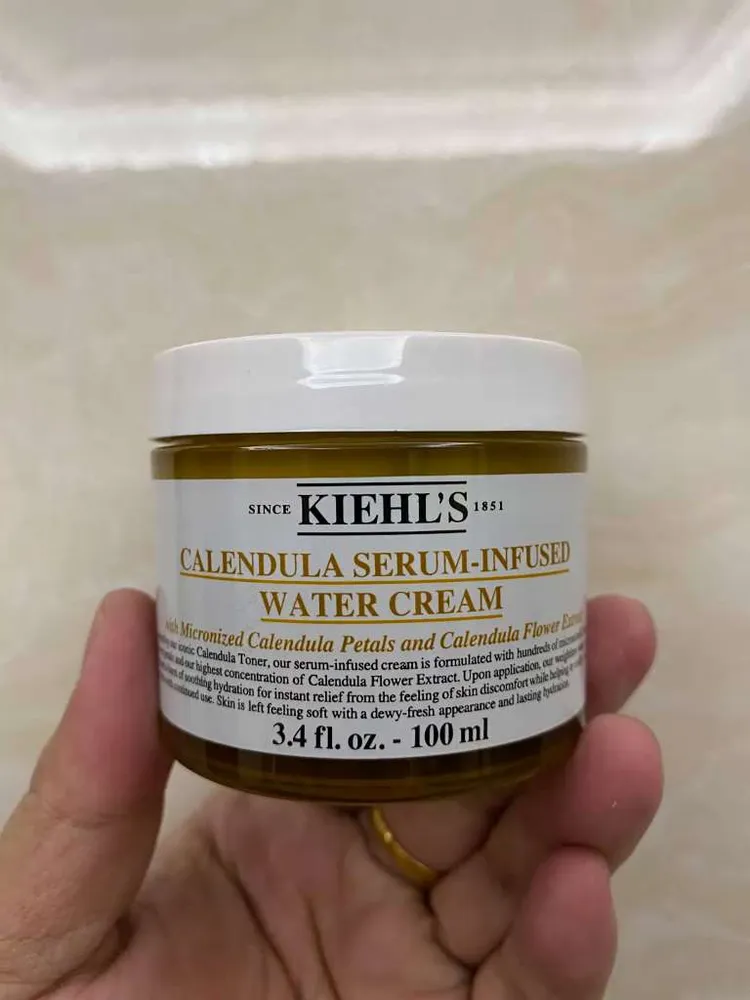 SINCE KIEHL'S 1851
CALENDULA SERUM-INFUSED
WATER CREAM
with Micronized Calendula Petals and Calendula Flower Extract
iconic Calendula Toner, our serum-infused cream is formulated with hundreds of
and our highest concentration of Calendula Flower Extract. Upon application, our
of soothing hydration for instant relief from the feeling of skin discomfort while helping
continued use. Skin is left feeling soft with a dewy-fresh appearance and lasting hydration.
3.4 fl. oz. - 100 ml